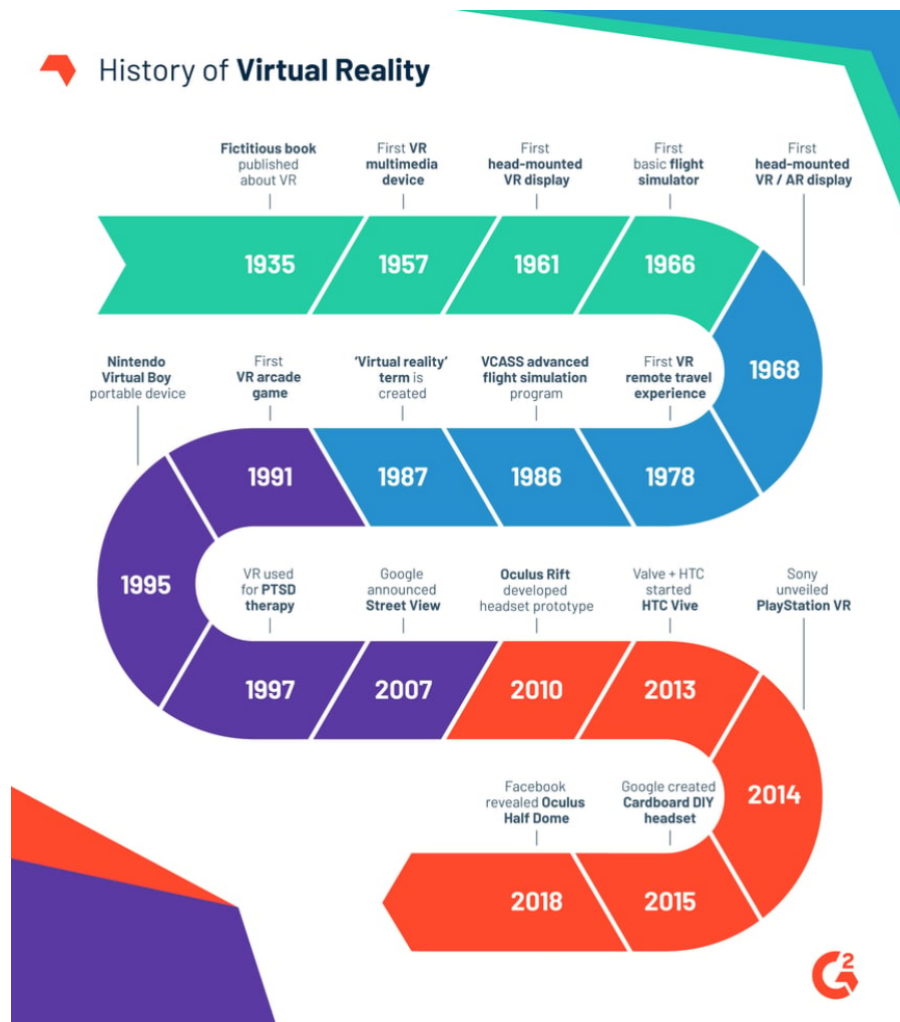 History of Virtual Reality
Fictitious book
published
about VR
First VR
multimedia
device
First
head-mounted
VR display
First
basic flight
simulator
First
head-mounted
VR / AR display
1935
1957
1961
1966
1968
Nintendo
Virtual Boy
portable device
First
VR arcade
game
'Virtual reality'
term is
created
VCASS advanced
flight simulation
program
First VR
remote travel
experience
1995
1991
1987
1986
1978
VR used
for PTSD
therapy
Google
announced
Street View
Oculus Rift
developed
headset prototype
Valve + HTC
started
HTC Vive
Sony
unveiled
PlayStation VR
1997
2007
2010
2013
2014
Facebook
revealed Oculus
Half Dome
Google created
Cardboard DIY
headset
2018
2015
G2